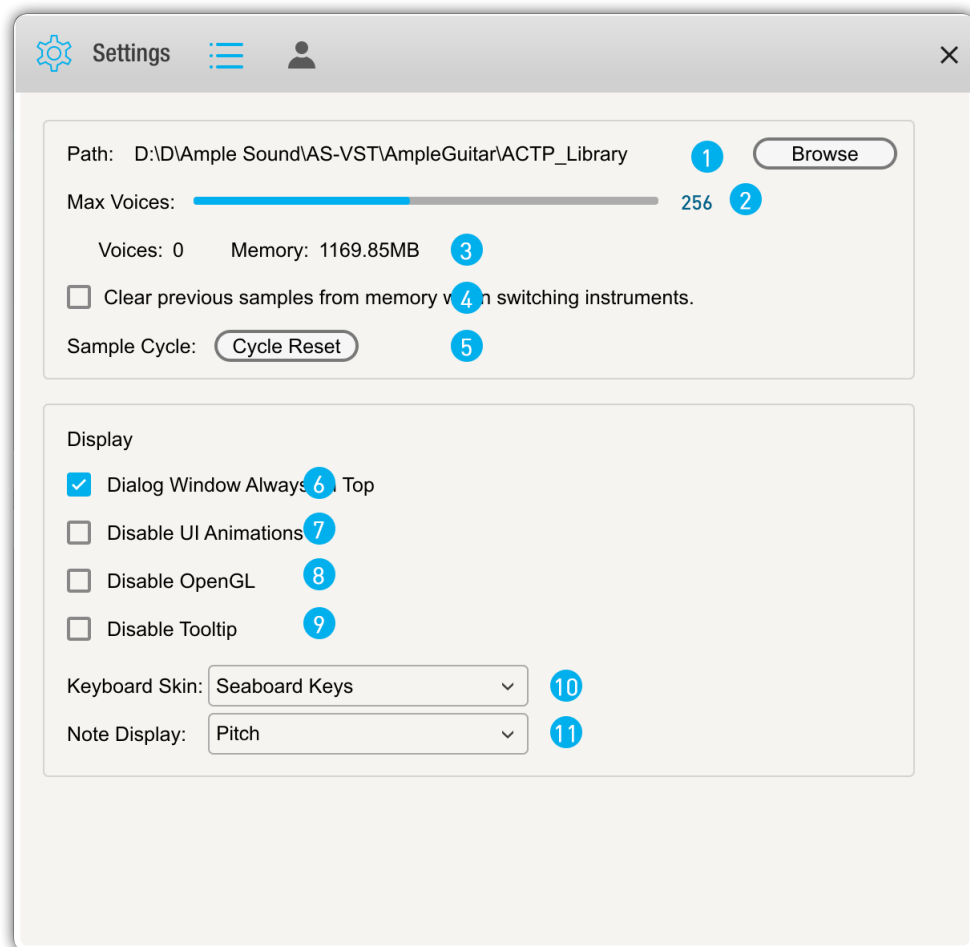 Settings
Path: D:\D\Ample Sound\AS-VST\AmpleGuitar\ACTP_Library 1 Browse
Max Voices: 256 2
Voices: 0 Memory: 1169.85MB 3
Clear previous samples from memory 4 switching instruments.
Sample Cycle: Cycle Reset 5
Display
Dialog Window Always 6 Top
Disable UI Animations 7
Disable OpenGL 8
Disable Tooltip 9
Keyboard Skin: Seaboard Keys 10
Note Display: Pitch 11